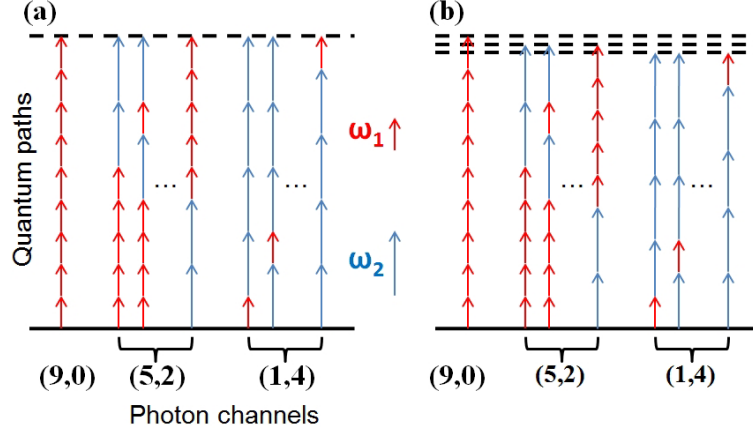 (a)
(b)
Quantum paths
ω1
...
...
ω2
...
...
(9,0)
(5,2)
(1,4)
(9,0)
(5,2)
(1,4)
Photon channels